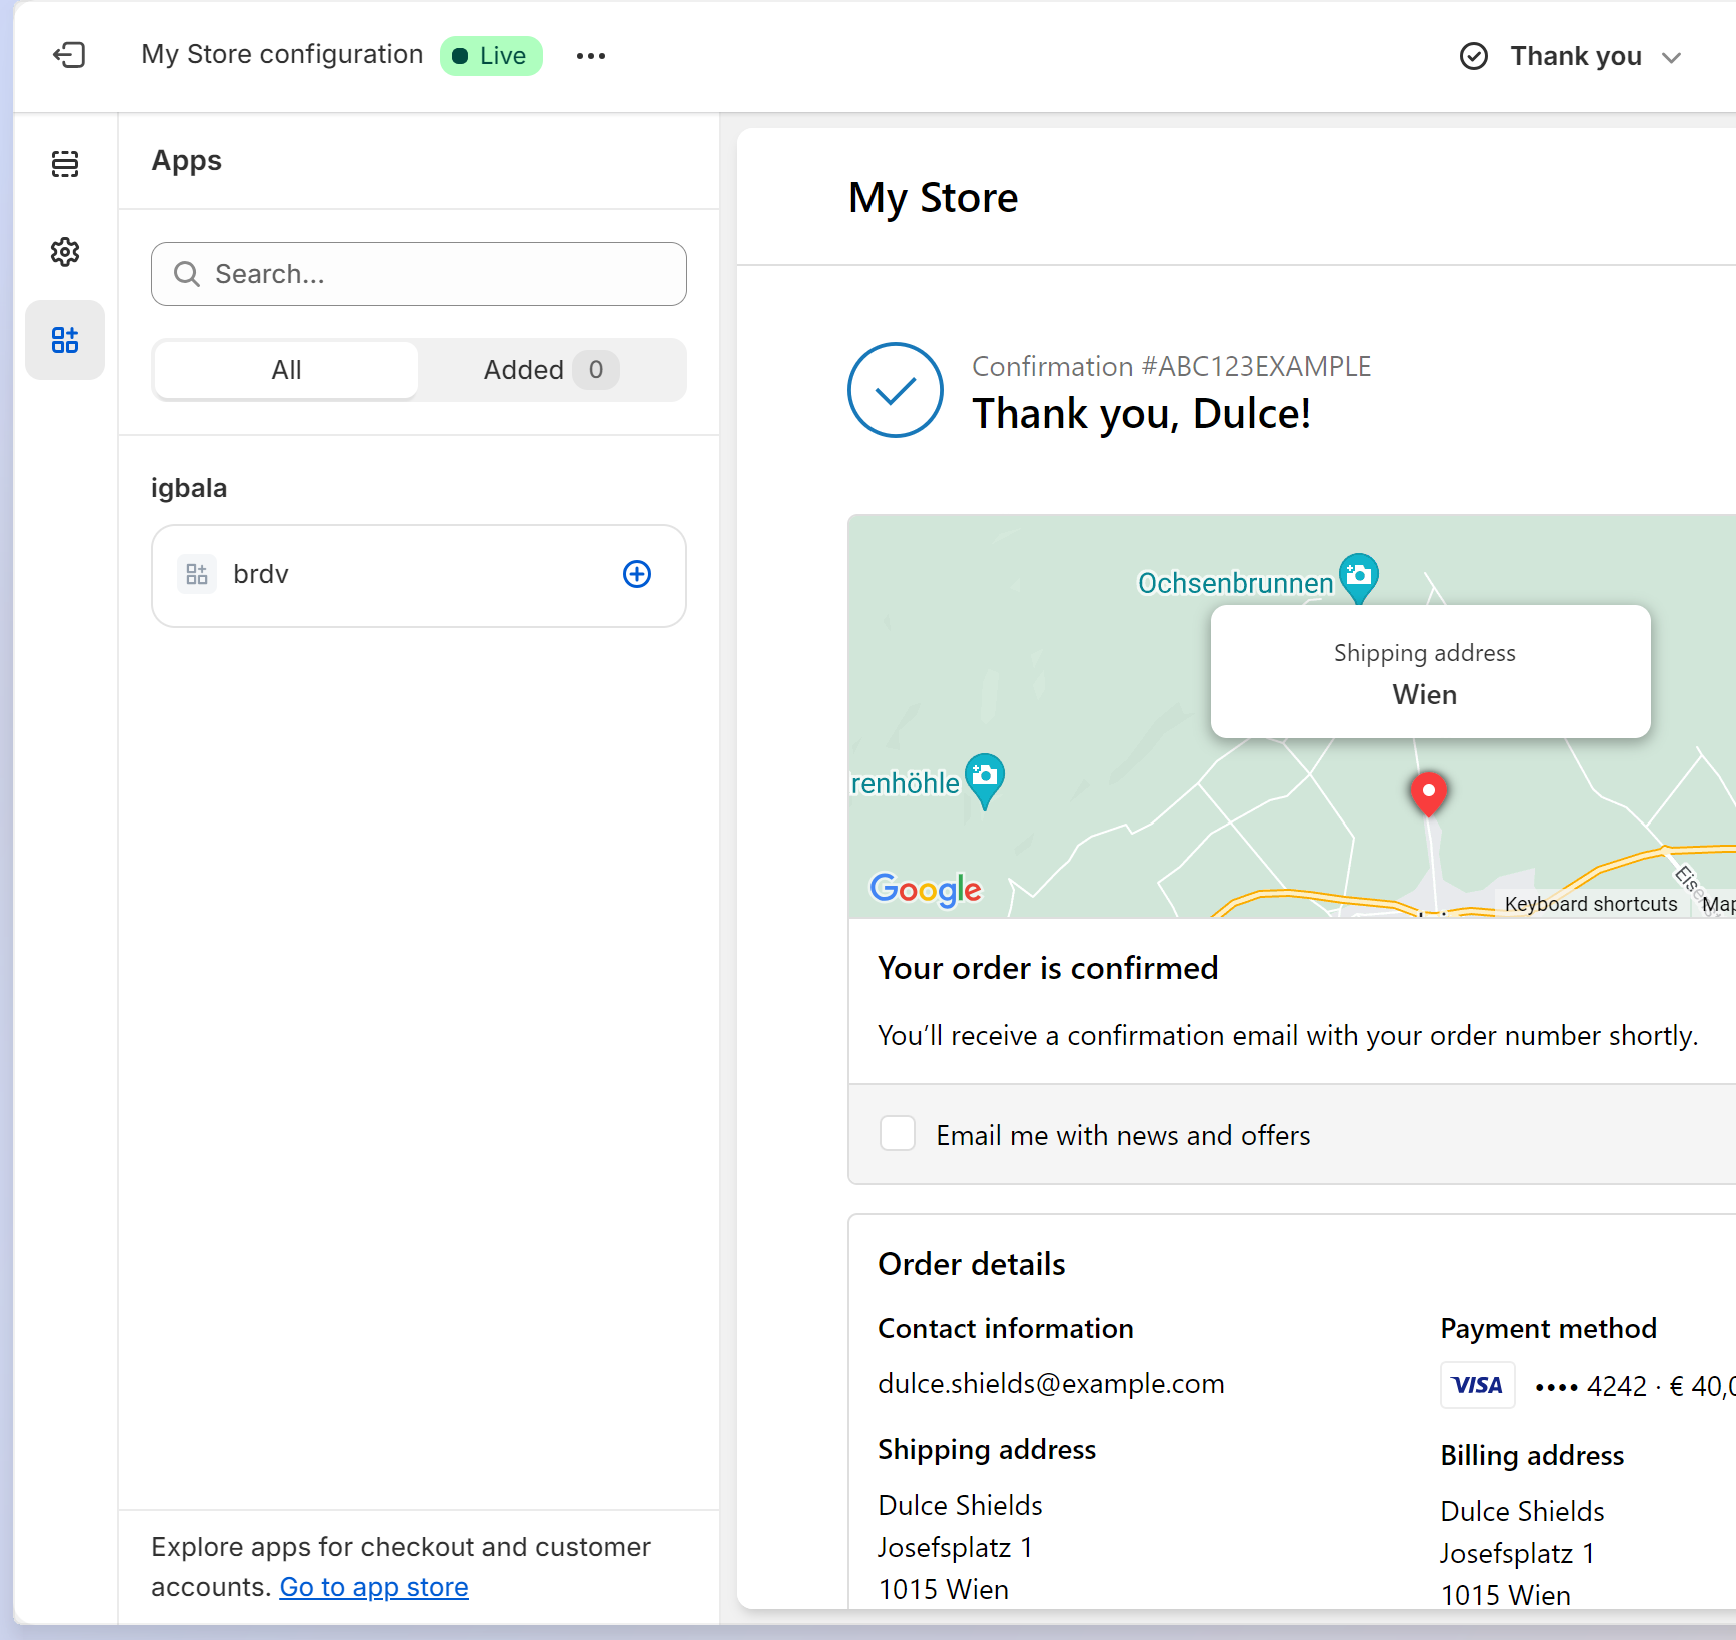 My Store configuration
Live
Thank you
Apps
Search...
All
Added 0
igbala
brdv
Explore apps for checkout and customer
accounts. Go to app store
My Store
Confirmation #ABC123EXAMPLE
Thank you, Dulce!
Ochsenbrunnen
Shipping address
Wien
renhöhle
Google
Keyboard shortcuts
Map
Your order is confirmed
You’ll receive a confirmation email with your order number shortly.
Email me with news and offers
Order details
Contact information
dulce.shields@example.com
Shipping address
Dulce Shields
Josefsplatz 1
1015 Wien
Payment method
VISA •••• 4242 · € 40,0
Billing address
Dulce Shields
Josefsplatz 1
1015 Wien